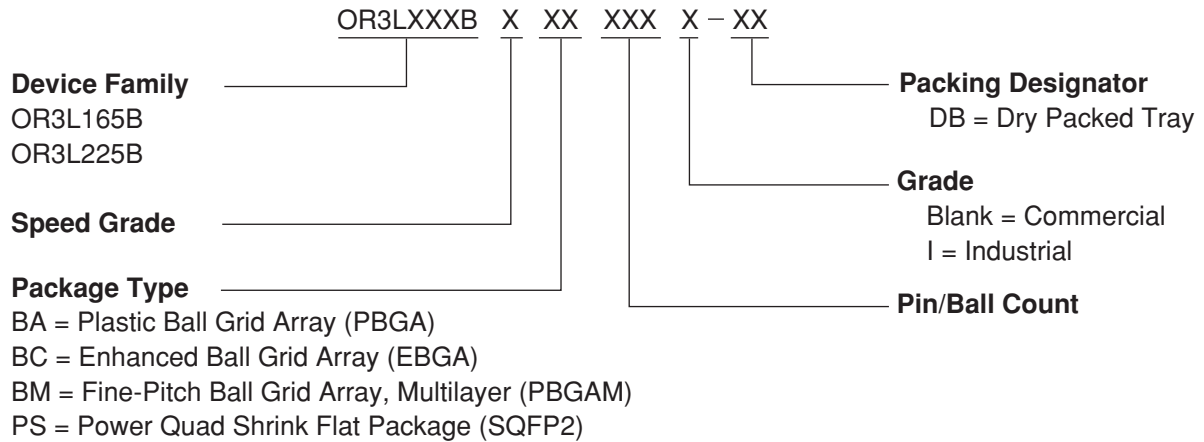 OR3LXXXB X XX XXX X – XX
Device Family
OR3L165B
OR3L225B
Speed Grade
Package Type
BA = Plastic Ball Grid Array (PBGA)
BC = Enhanced Ball Grid Array (EBGA)
BM = Fine-Pitch Ball Grid Array, Multilayer (PBGAM)
PS = Power Quad Shrink Flat Package (SQFP2)
Packing Designator
DB = Dry Packed Tray
Grade
Blank = Commercial
I = Industrial
Pin/Ball Count